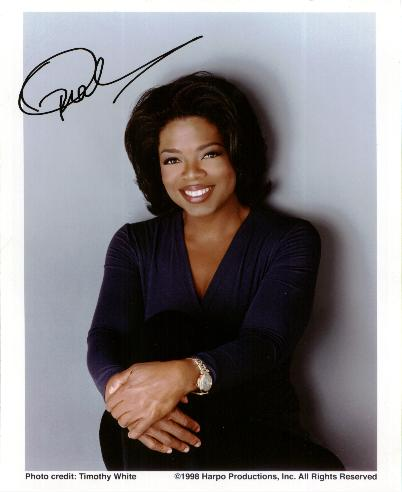 Photo credit: Timothy White ©1998 Harpo Productions, Inc. All Rights Reserved